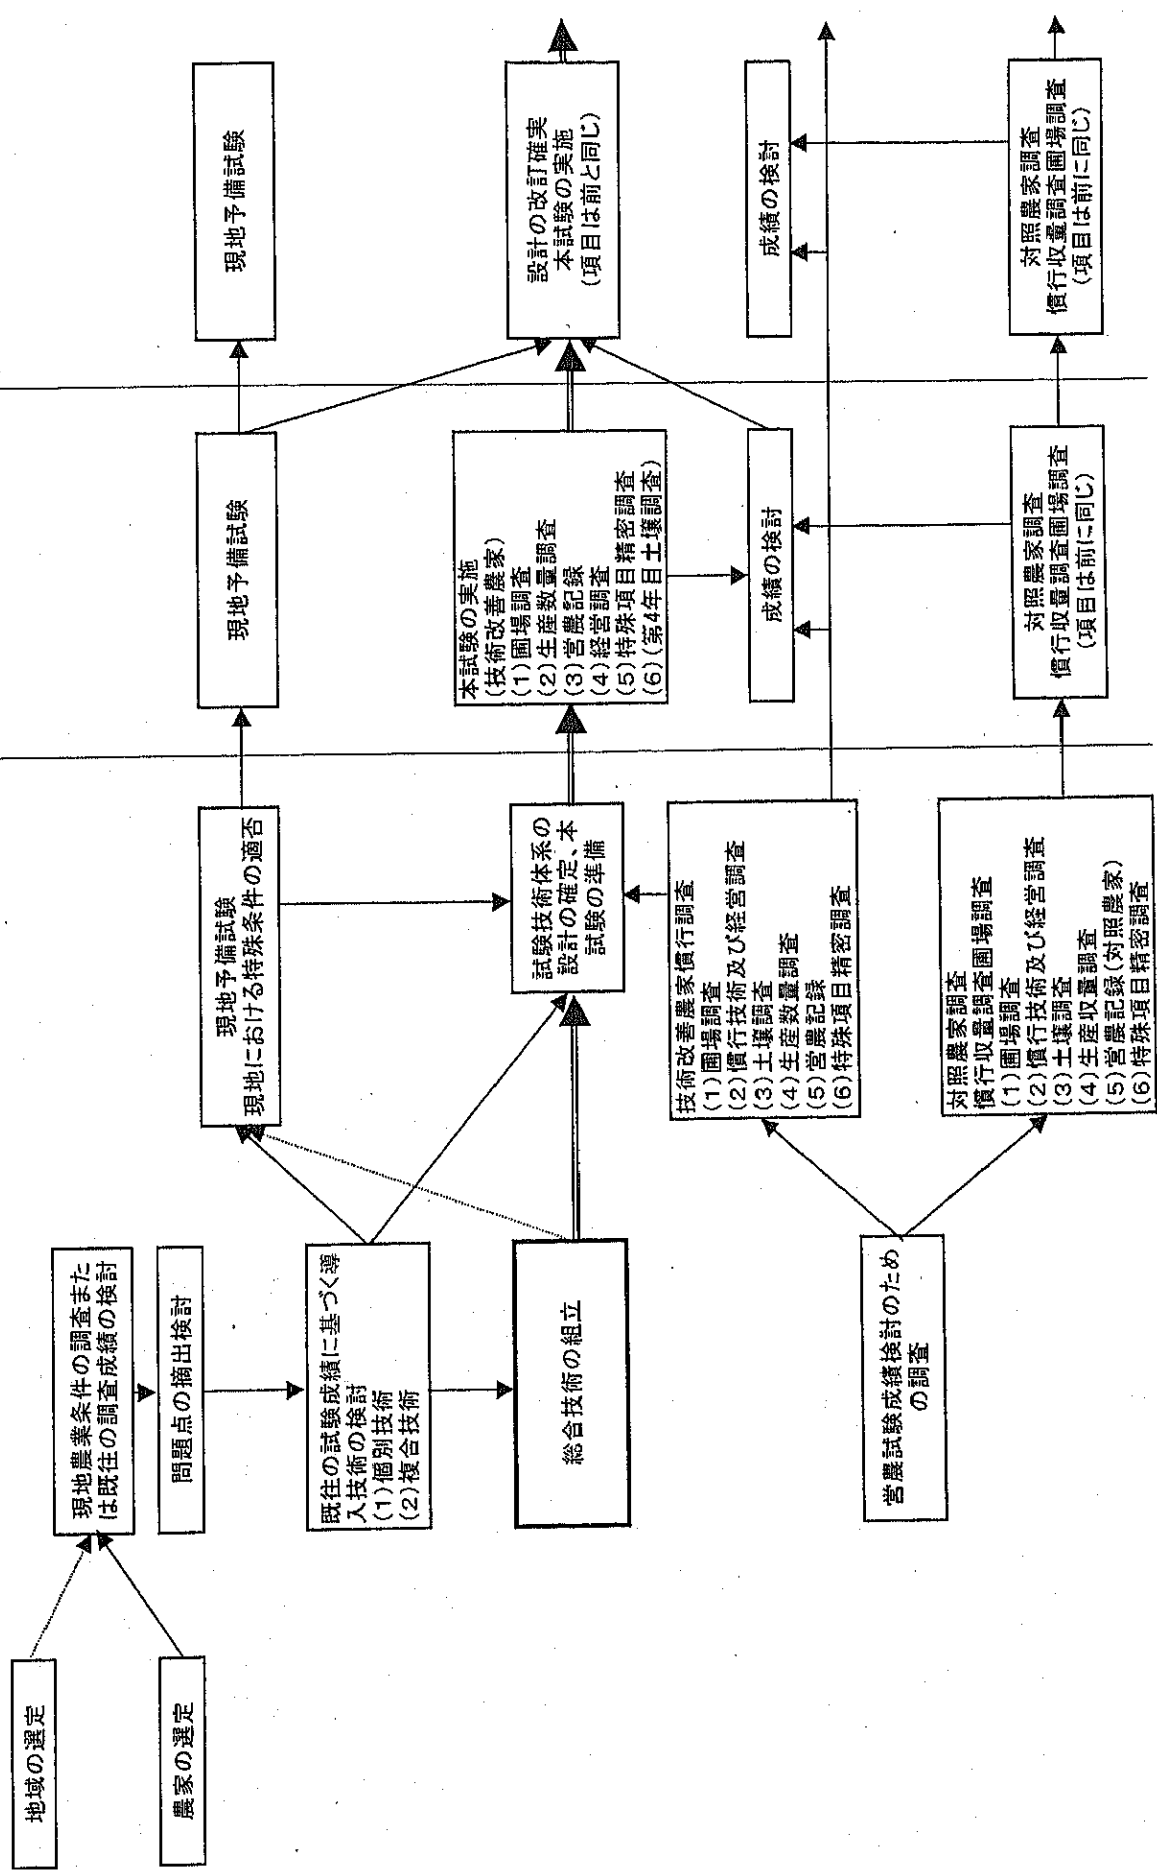 地域の選定
農家の選定
現地農業条件の調査また
は既往の調査成績の検討
問題点の摘出検討
既往の試験成績に基づく導
入技術の検討
(1)個別技術
(2)複合技術
総合技術の組立
営農試験成績検討のため
の調査
現地予備試験
現地における特殊条件の適否
試験技術体系の
設計の確定、本
試験の準備
技術改善農家慣行調査
(1)圃場調査
(2)慣行技術及び経営調査
(3)土壌調査
(4)生産数量調査
(5)営農記録
(6)特殊項目精密調査
対照農家調査
慣行収量調査圃場調査
(1)圃場調査
(2)慣行技術及び経営調査
(3)土壌調査
(4)生産収量調査
(5)営農記録(対照農家)
(6)特殊項目精密調査
現地予備試験
本試験の実施
(技術改善農家)
(1)圃場調査
(2)生産数量調査
(3)営農記録
(4)経営調査
(5)特殊項目精密調査
(6)(第4年目土壌調査)
成績の検討
対照農家調査
慣行収量調査圃場調査
(項目は前に同じ)
現地予備試験
設計の改訂確実
本試験の実施
(項目は前と同じ)
成績の検討
対照農家調査
慣行収量調査圃場調査
(項目は前に同じ)